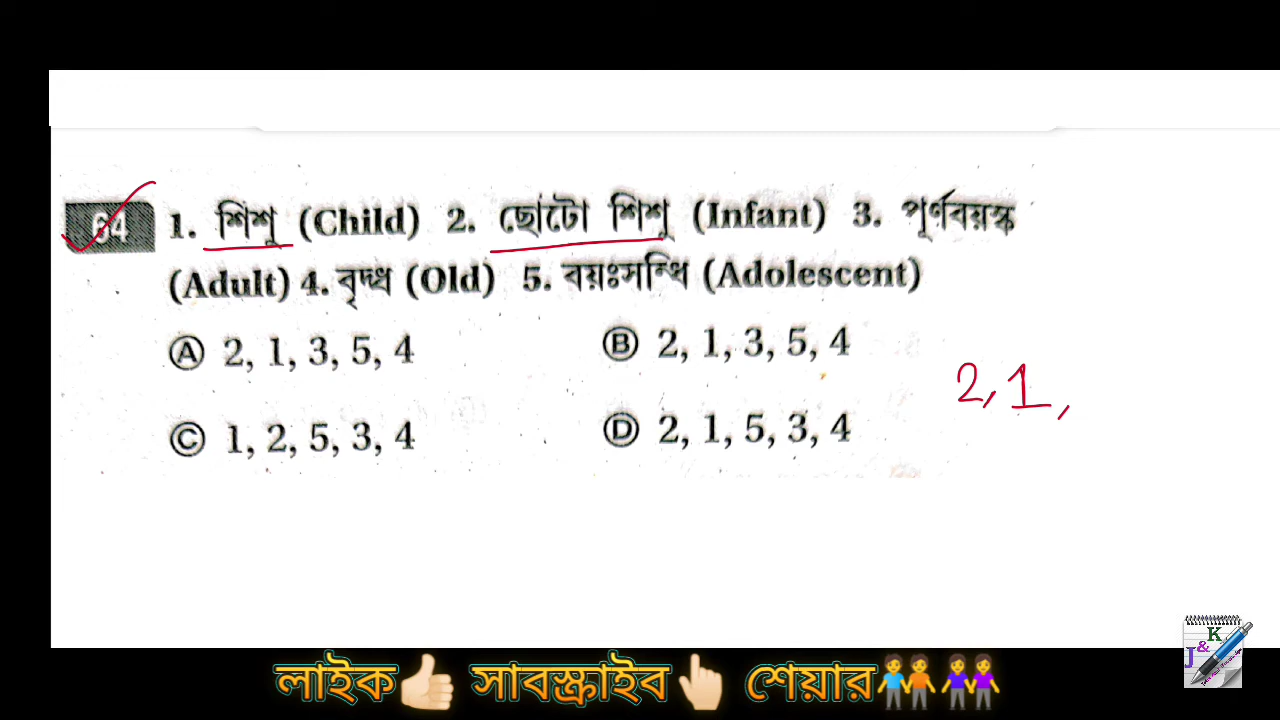 64 1. শিশু (Child) 2. ছোটো শিশু (Infant) 3. পূর্ণবয়স্ক
(Adult) 4. বৃদ্ধ (Old) 5. বয়ঃসন্ধি (Adolescent)
Ⓐ 2, 1, 3, 5, 4 Ⓑ 2, 1, 3, 5, 4
2, 1,
Ⓒ 1, 2, 5, 3, 4 Ⓓ 2, 1, 5, 3, 4
J&K
লাইক👍🏻 সাবস্ক্রাইব👆🏻 শেয়ার👫👭